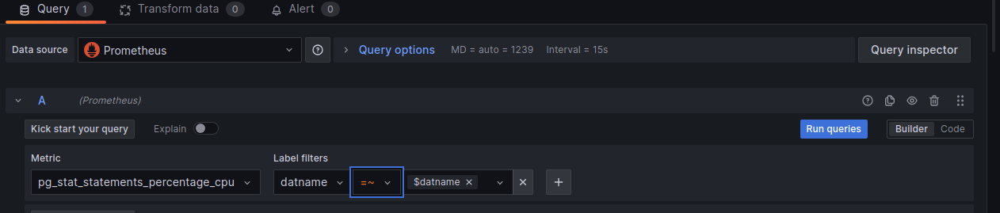 Query 1 Transform data 0 Alert 0
Data source Prometheus Query options MD = auto = 1239 Interval = 15s Query inspector
A (Prometheus)
Kick start your query Explain Run queries Builder Code
Metric Label filters
pg_stat_statements_percentage_cpu datname =~ $datname